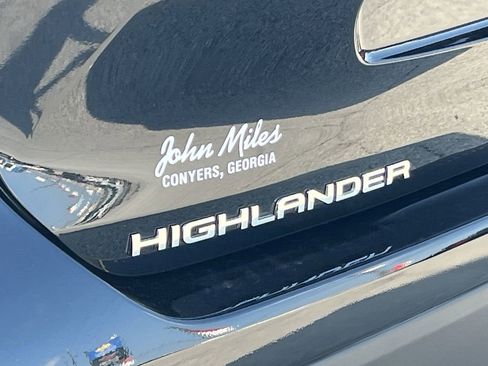 John Miles
CONYERS, GEORGIA
HIGHLANDER